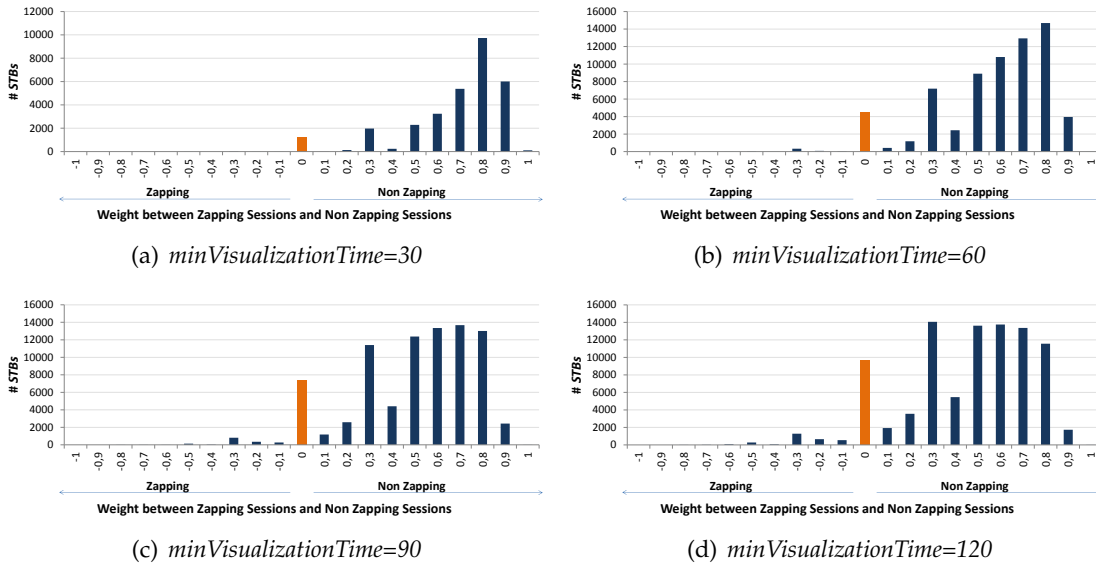 12000
10000
8000
6000
4000
2000
0
# STBs
-1 -0,9 -0,8 -0,7 -0,6 -0,5 -0,4 -0,3 -0,2 -0,1 0 0,1 0,2 0,3 0,4 0,5 0,6 0,7 0,8 0,9 1
Zapping Non Zapping
Weight between Zapping Sessions and Non Zapping Sessions
(a) minVisualizationTime=30
16000
14000
12000
10000
8000
6000
4000
2000
0
# STBs
-1 -0,9 -0,8 -0,7 -0,6 -0,5 -0,4 -0,3 -0,2 -0,1 0 0,1 0,2 0,3 0,4 0,5 0,6 0,7 0,8 0,9 1
Zapping Non Zapping
Weight between Zapping Sessions and Non Zapping Sessions
(b) minVisualizationTime=60
16000
14000
12000
10000
8000
6000
4000
2000
0
# STBs
-1 -0,9 -0,8 -0,7 -0,6 -0,5 -0,4 -0,3 -0,2 -0,1 0 0,1 0,2 0,3 0,4 0,5 0,6 0,7 0,8 0,9 1
Zapping Non Zapping
Weight between Zapping Sessions and Non Zapping Sessions
(c) minVisualizationTime=90
16000
14000
12000
10000
8000
6000
4000
2000
0
# STBs
-1 -0,9 -0,8 -0,7 -0,6 -0,5 -0,4 -0,3 -0,2 -0,1 0 0,1 0,2 0,3 0,4 0,5 0,6 0,7 0,8 0,9 1
Zapping Non Zapping
Weight between Zapping Sessions and Non Zapping Sessions
(d) minVisualizationTime=120